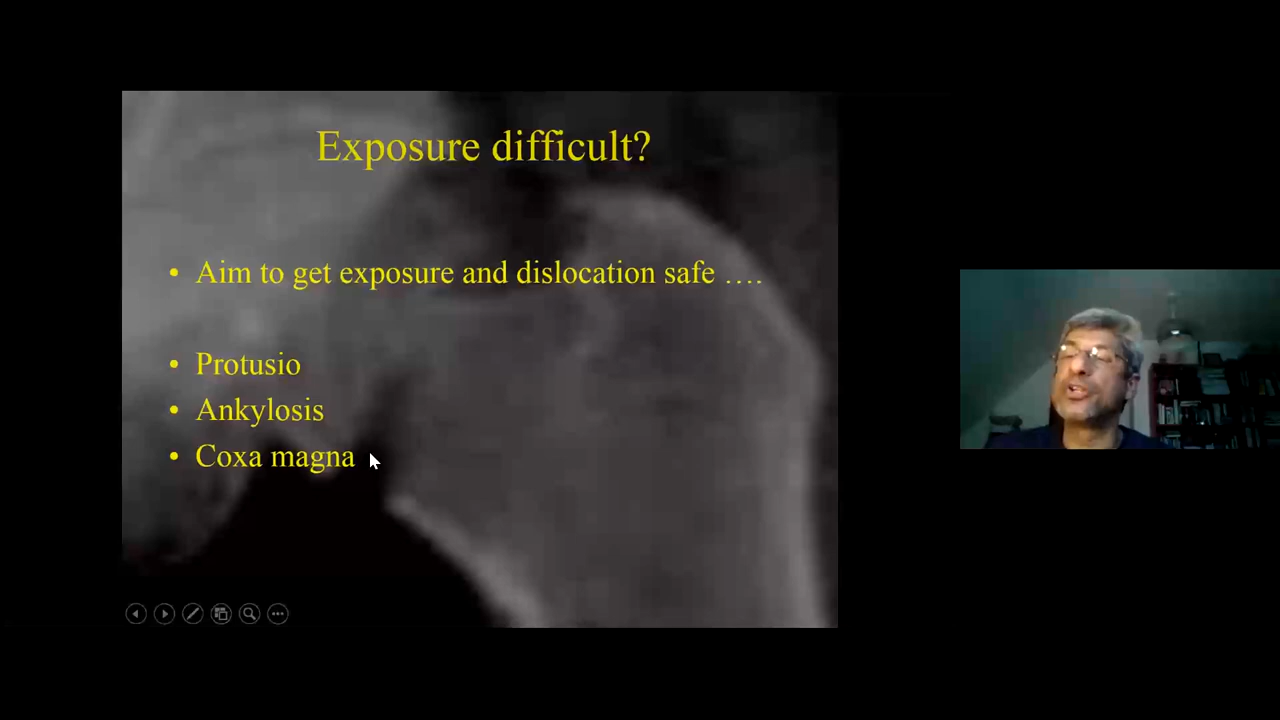 Exposure difficult?
• Aim to get exposure and dislocation safe ….
• Protusio
• Ankylosis
• Coxa magna